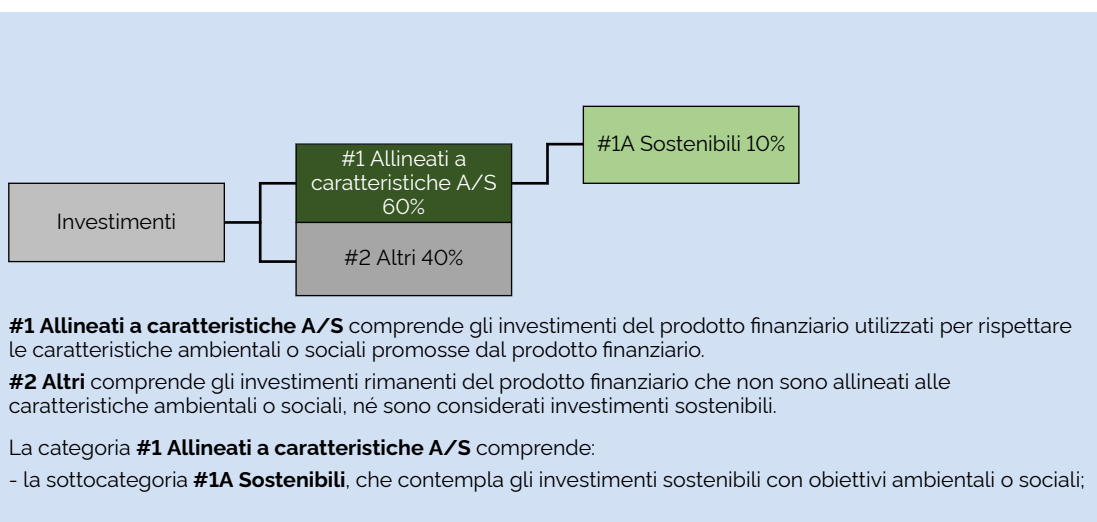 #1A Sostenibili 10%
#1 Allineati a
caratteristiche A/S
60%
Investimenti
#2 Altri 40%
#1 Allineati a caratteristiche A/S comprende gli investimenti del prodotto finanziario utilizzati per rispettare
le caratteristiche ambientali o sociali promosse dal prodotto finanziario.
#2 Altri comprende gli investimenti rimanenti del prodotto finanziario che non sono allineati alle
caratteristiche ambientali o sociali, né sono considerati investimenti sostenibili.
La categoria #1 Allineati a caratteristiche A/S comprende:
- la sottocategoria #1A Sostenibili, che contempla gli investimenti sostenibili con obiettivi ambientali o sociali;